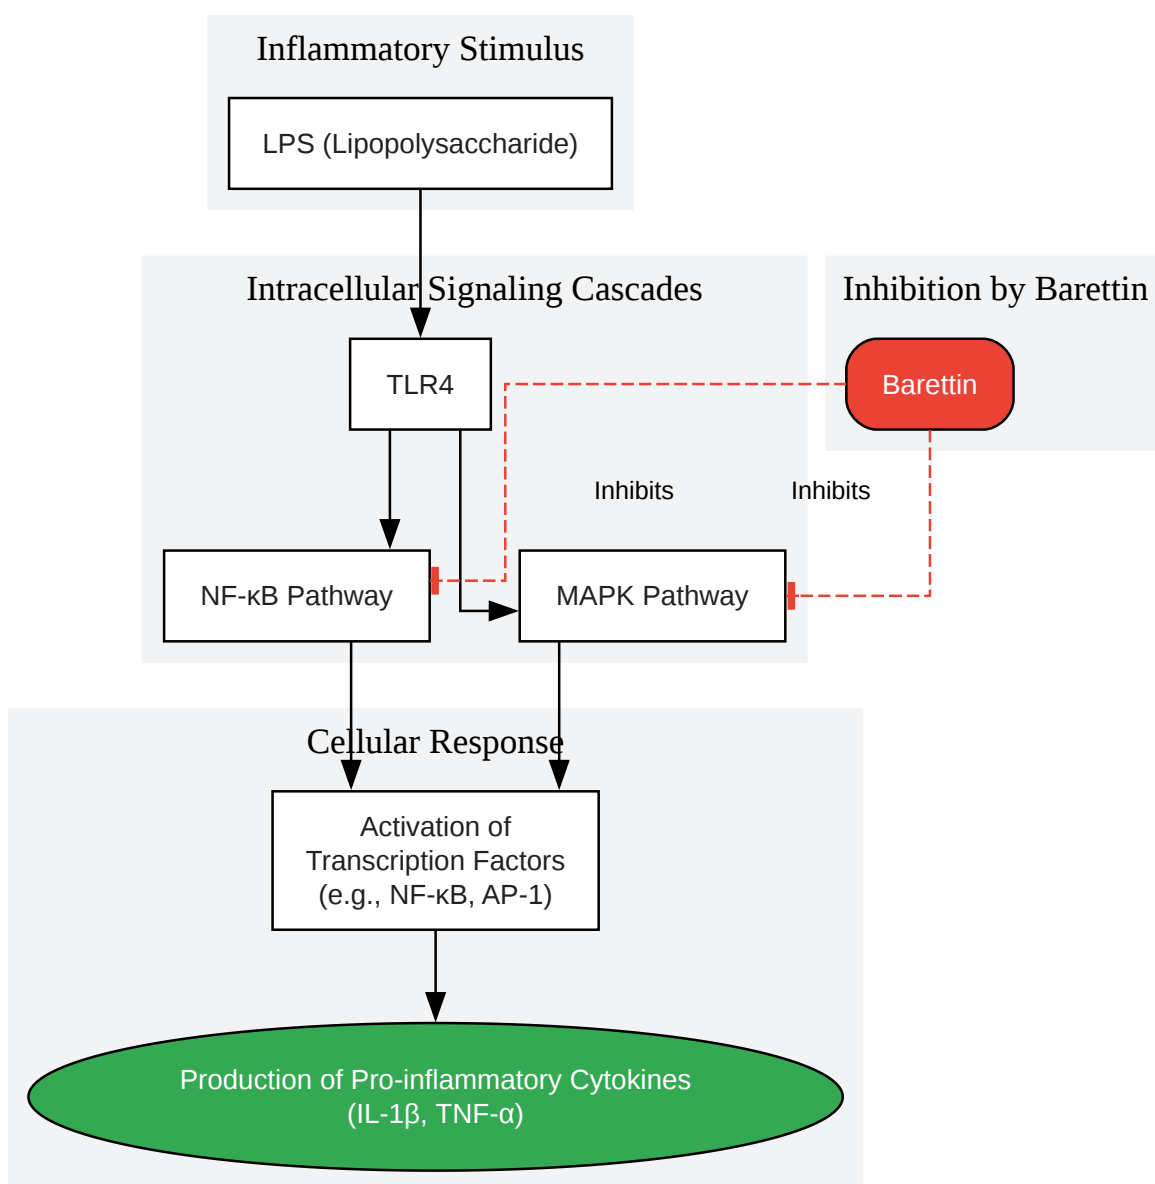 Inflammatory Stimulus
LPS (Lipopolysaccharide)
Intracellular Signaling Cascades
Inhibition by Barettin
TLR4
Barettin
Inhibits
Inhibits
NF-κB Pathway
MAPK Pathway
Cellular Response
Activation of
Transcription Factors
(e.g., NF-κB, AP-1)
Production of Pro-inflammatory Cytokines
(IL-1β, TNF-α)